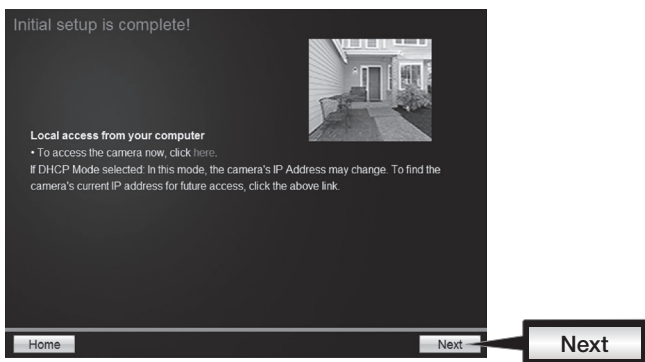 Initial setup is complete!
Local access from your computer
• To access the camera now, click here.
If DHCP Mode selected: In this mode, the camera's IP Address may change. To find the
camera's current IP address for future access, click the above link.
Home
Next
Next